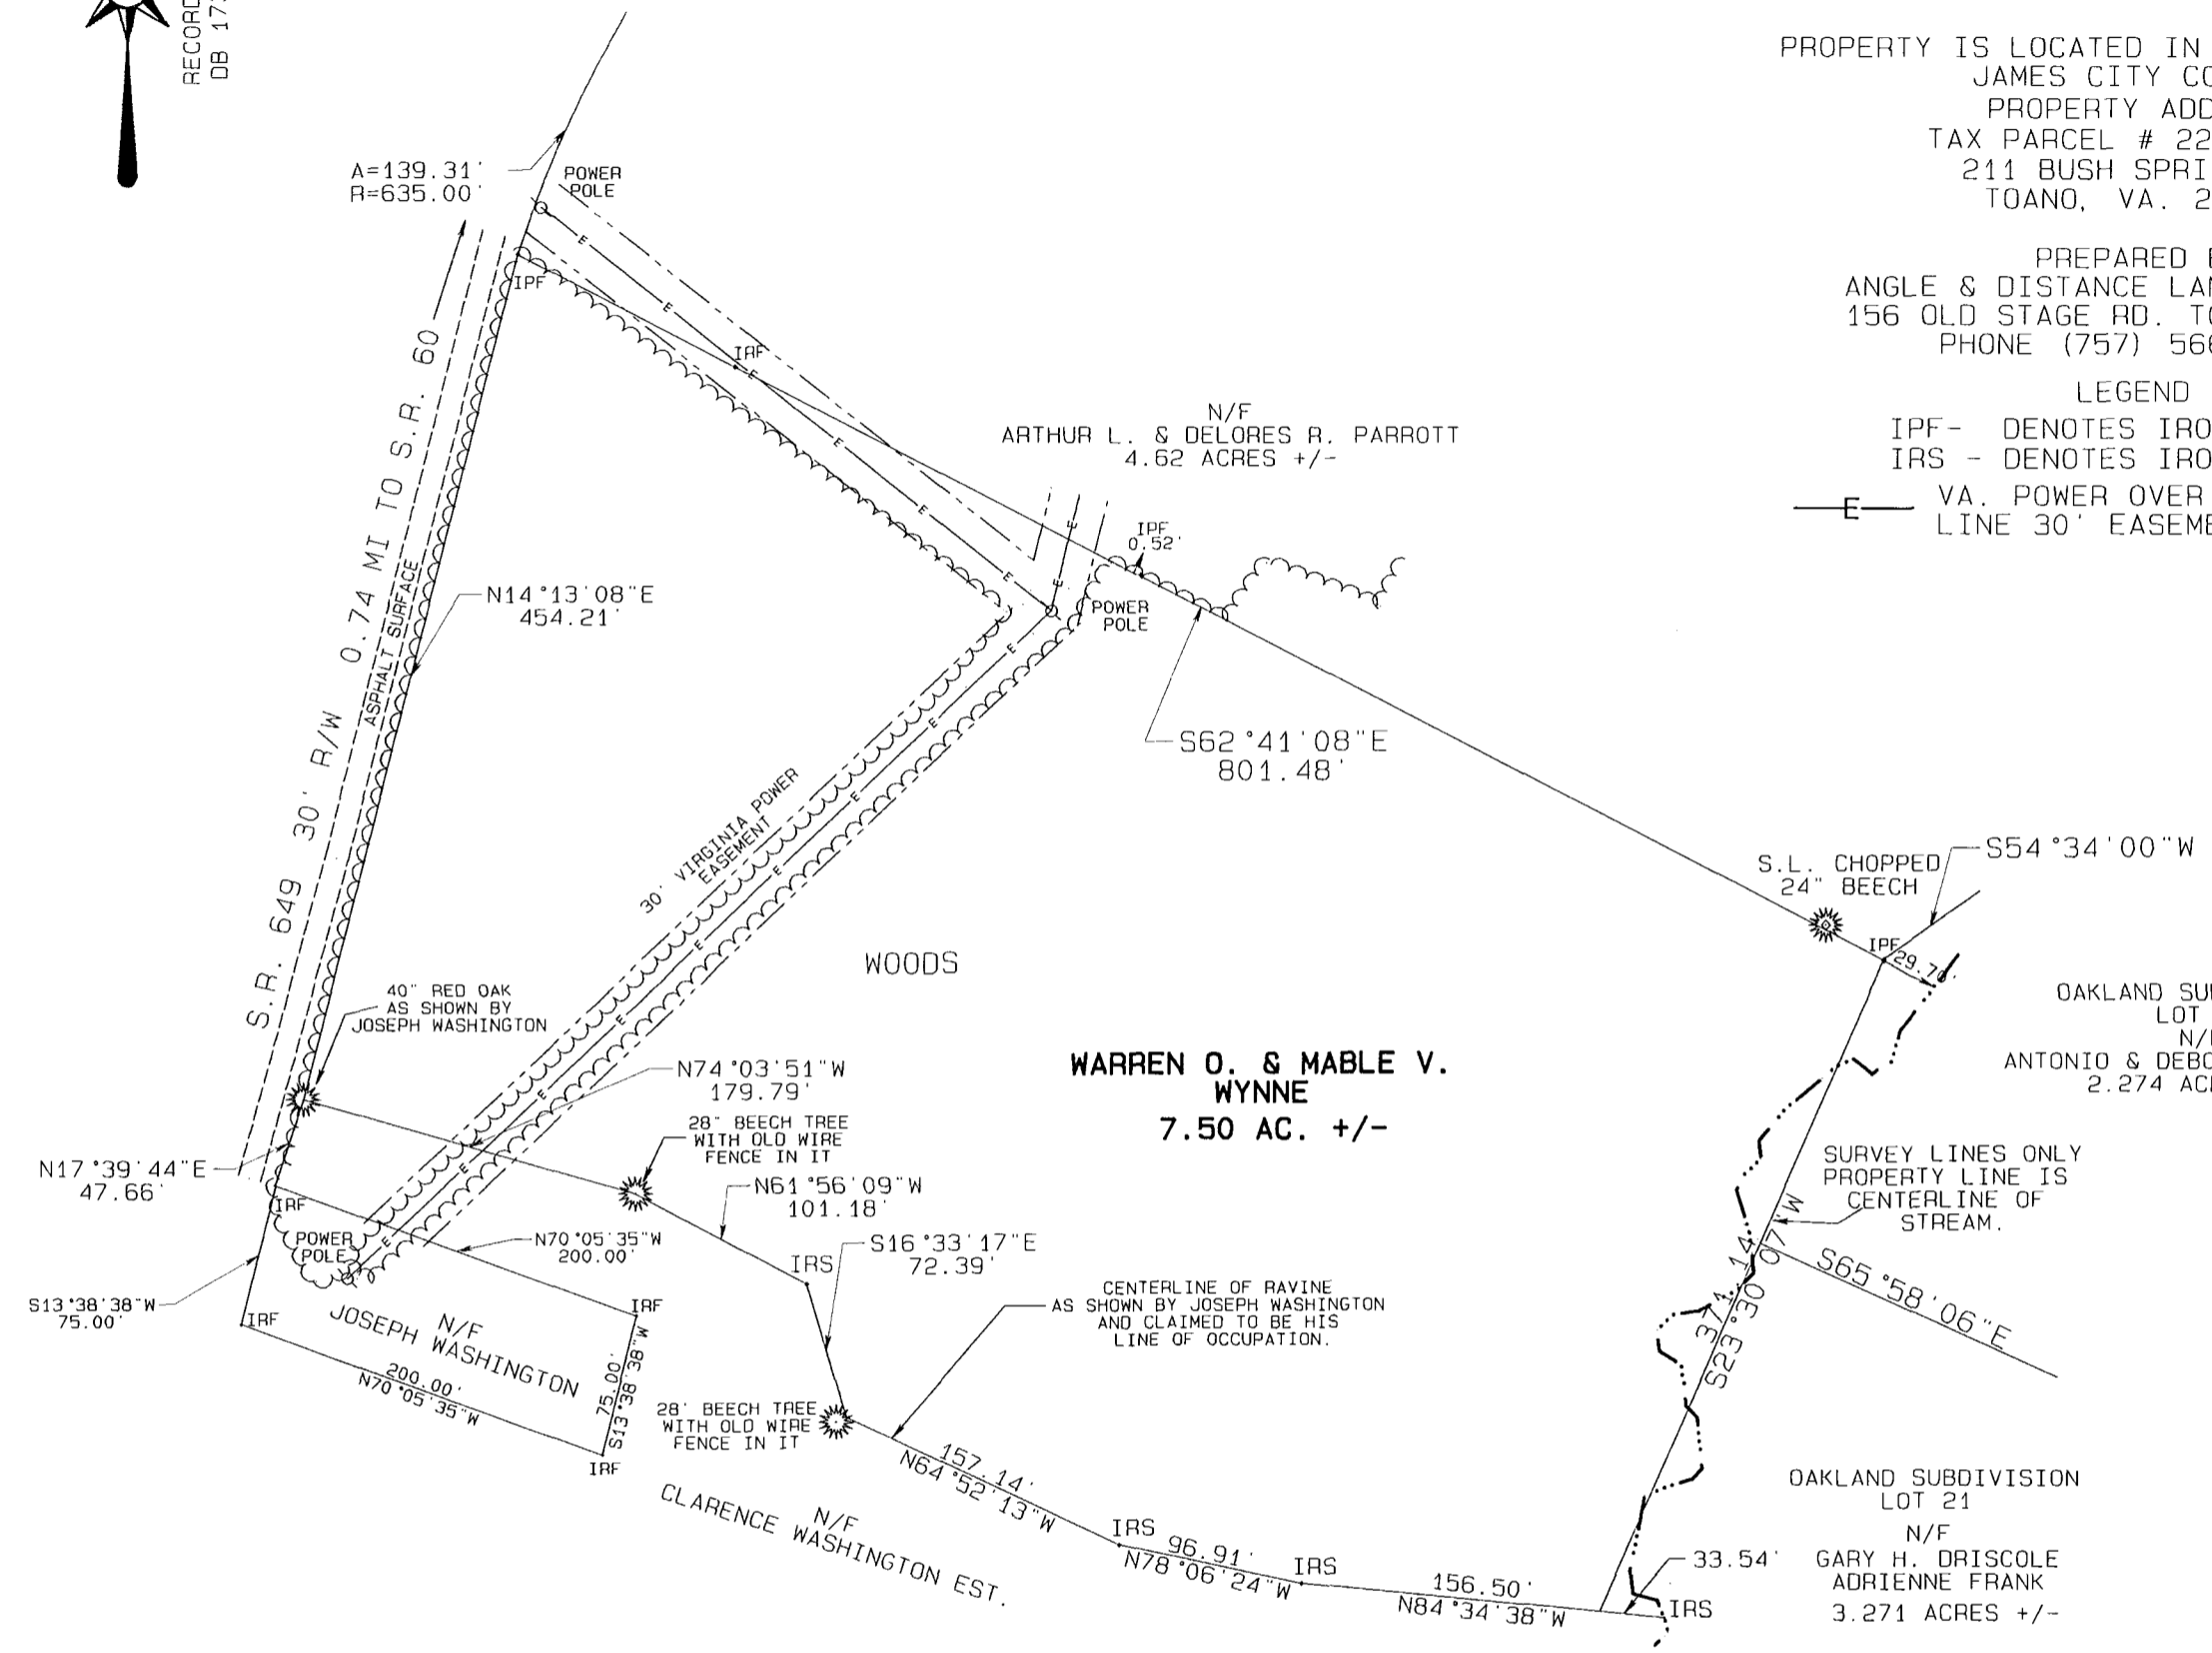 RECORD
DB 17
PROPERTY IS LOCATED IN
JAMES CITY CO
PROPERTY ADD
TAX PARCEL # 22
211 BUSH SPRI
TOANO, VA. 2
PREPARED
ANGLE & DISTANCE LA
156 OLD STAGE RD. TO
PHONE (757) 56
LEGEND
IPF- DENOTES IRO
IRS - DENOTES IRO
E VA. POWER OVER
LINE 30' EASEME
A=139.31'
R=635.00'
POWER
POLE
IPF
IRF
S.R. 649 30' R/W 0.74 MI TO S.R. 60
ASPHALT SURFACE
N14°13'08"E
454.21'
N/F
ARTHUR L. & DELORES R. PARROTT
4.62 ACRES +/-
IPF
0.52'
POWER
POLE
S62°41'08"E
801.48'
30' VIRGINIA POWER
EASEMENT
S.L. CHOPPED
24" BEECH
S54°34'00"W
IPF
29.70'
WOODS
40" RED OAK
AS SHOWN BY
JOSEPH WASHINGTON
OAKLAND SU
LOT
N/
ANTONIO & DEBO
2.274 AC
WARREN O. & MABLE V.
WYNNE
7.50 AC. +/-
N74°03'51"W
179.79'
28" BEECH TREE
WITH OLD WIRE
FENCE IN IT
N17°39'44"E
47.66'
IRF
N61°56'09"W
101.18'
SURVEY LINES ONLY
PROPERTY LINE IS
CENTERLINE OF
STREAM.
POWER
POLE
N70°05'35"W
200.00'
IRS
S16°33'17"E
72.39'
S65°58'06"E
374.14'
S23°30'07"W
S13°38'38"W
75.00'
IRF
IRF
N/F
JOSEPH WASHINGTON
200.00'
N70°05'35"W
75.00'
S13°38'38"W
IRF
CENTERLINE OF RAVINE
AS SHOWN BY JOSEPH WASHINGTON
AND CLAIMED TO BE HIS
LINE OF OCCUPATION.
28' BEECH TREE
WITH OLD WIRE
FENCE IN IT
157.14'
N64°52'13"W
N/F
CLARENCE WASHINGTON EST.
IRS
96.91'
N78°06'24"W
IRS
156.50'
N84°34'38"W
33.54'
IRS
OAKLAND SUBDIVISION
LOT 21
N/F
GARY H. DRISCOLE
ADRIENNE FRANK
3.271 ACRES +/-